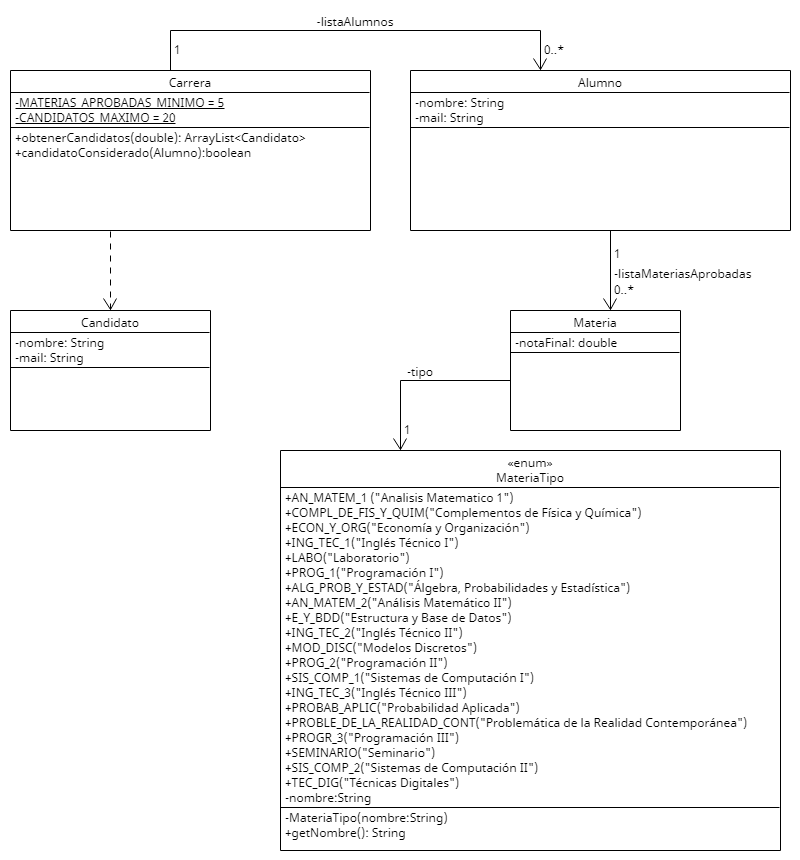 -listaAlumnos
1
0..*
Carrera
-MATERIAS_APROBADAS_MINIMO = 5
-CANDIDATOS_MAXIMO = 20
+obtenerCandidatos(double): ArrayList<Candidato>
+candidatoConsiderado(Alumno):boolean
Alumno
-nombre: String
-mail: String
1
-listaMateriasAprobadas
0..*
Candidato
-nombre: String
-mail: String
Materia
-notaFinal: double
-tipo
1
«enum»
MateriaTipo
+AN_MATEM_1 ("Analisis Matematico 1")
+COMPL_DE_FIS_Y_QUIM("Complementos de Física y Química")
+ECON_Y_ORG("Economía y Organización")
+ING_TEC_1("Inglés Técnico I")
+LABO("Laboratorio")
+PROG_1("Programación I")
+ALG_PROB_Y_ESTAD("Álgebra, Probabilidades y Estadística")
+AN_MATEM_2("Análisis Matemático II")
+E_Y_BDD("Estructura y Base de Datos")
+ING_TEC_2("Inglés Técnico II")
+MOD_DISC("Modelos Discretos")
+PROG_2("Programación II")
+SIS_COMP_1("Sistemas de Computación I")
+ING_TEC_3("Inglés Técnico III")
+PROBAB_APLIC("Probabilidad Aplicada")
+PROBLE_DE_LA_REALIDAD_CONT("Problemática de la Realidad Contemporánea")
+PROGR_3("Programación III")
+SEMINARIO("Seminario")
+SIS_COMP_2("Sistemas de Computación II")
+TEC_DIG("Técnicas Digitales")
-nombre:String
-MateriaTipo(nombre:String)
+getNombre(): String